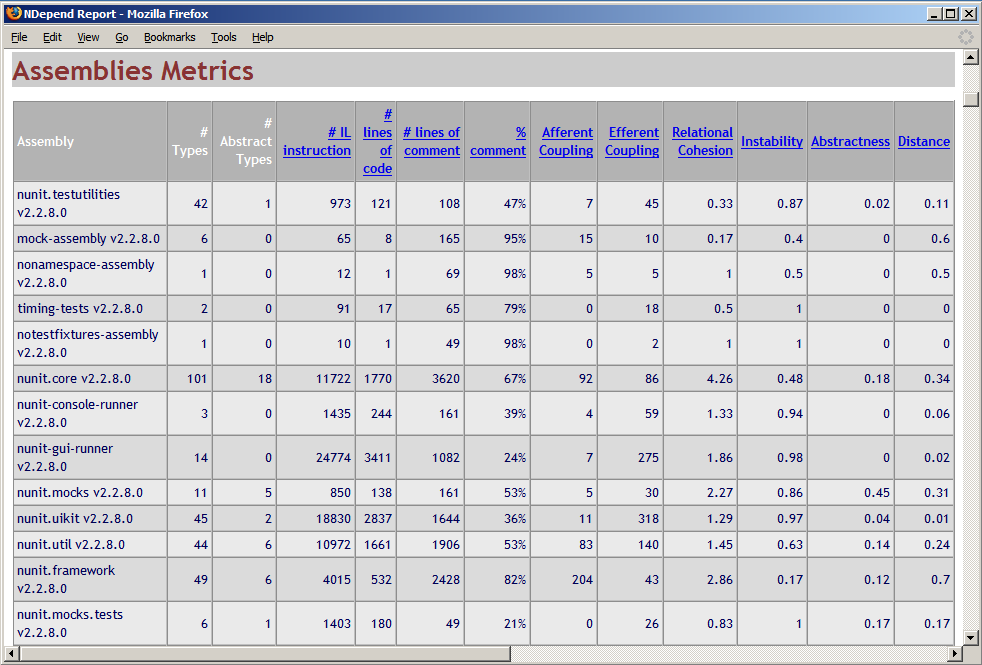 NDepend Report - Mozilla Firefox
File Edit View Go Bookmarks Tools Help
Assemblies Metrics
Assembly # Types # Abstract Types # IL instruction # lines of code # lines of comment % comment Afferent Coupling Efferent Coupling Relational Cohesion Instability Abstractness Distance
nunit.testutilities v2.2.8.0 42 1 973 121 108 47% 7 45 0.33 0.87 0.02 0.11
mock-assembly v2.2.8.0 6 0 65 8 165 95% 15 10 0.17 0.4 0 0.6
nonamespace-assembly v2.2.8.0 1 0 12 1 69 98% 5 5 1 0.5 0 0.5
timing-tests v2.2.8.0 2 0 91 17 65 79% 0 18 0.5 1 0 0
notestfixtures-assembly v2.2.8.0 1 0 10 1 49 98% 0 2 1 1 0 0
nunit.core v2.2.8.0 101 18 11722 1770 3620 67% 92 86 4.26 0.48 0.18 0.34
nunit-console-runner v2.2.8.0 3 0 1435 244 161 39% 4 59 1.33 0.94 0 0.06
nunit-gui-runner v2.2.8.0 14 0 24774 3411 1082 24% 7 275 1.86 0.98 0 0.02
nunit.mocks v2.2.8.0 11 5 850 138 161 53% 5 30 2.27 0.86 0.45 0.31
nunit.uikit v2.2.8.0 45 2 18830 2837 1644 36% 11 318 1.29 0.97 0.04 0.01
nunit.util v2.2.8.0 44 6 10972 1661 1906 53% 83 140 1.45 0.63 0.14 0.24
nunit.framework v2.2.8.0 49 6 4015 532 2428 82% 204 43 2.86 0.17 0.12 0.7
nunit.mocks.tests v2.2.8.0 6 1 1403 180 49 21% 0 26 0.83 1 0.17 0.17